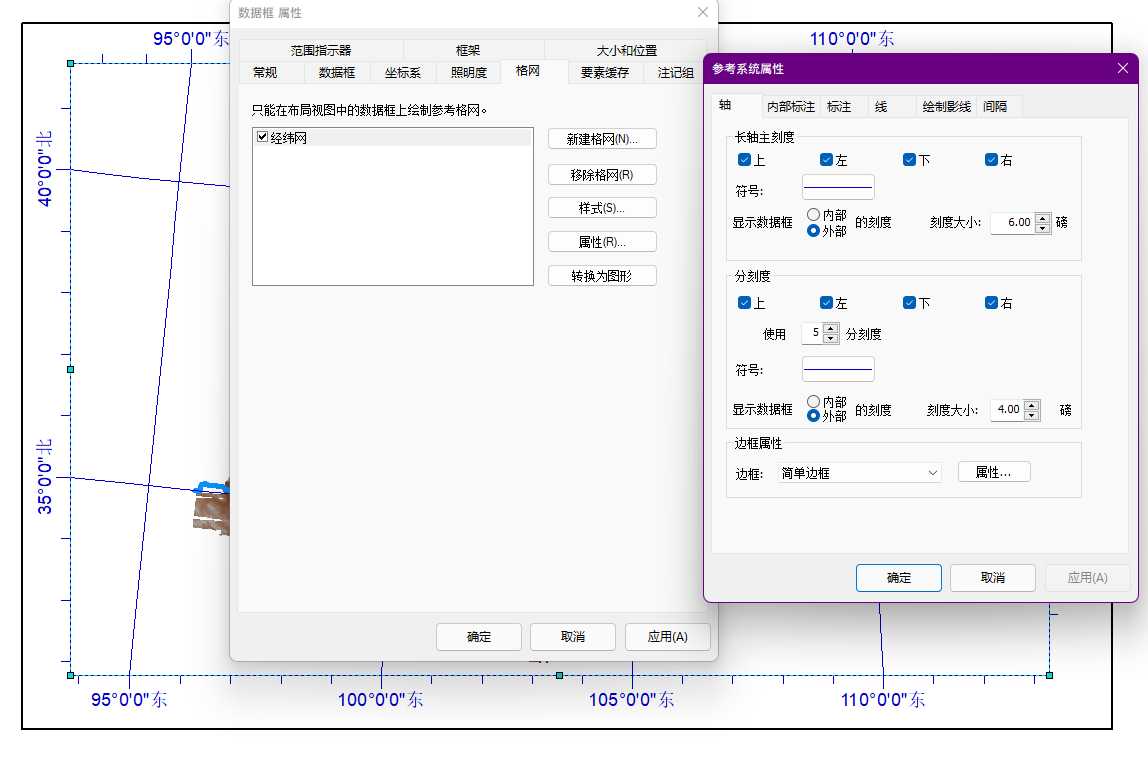 95°0'0"东
110°0'0"东
40°0'0"北
35°0'0"北
95°0'0"东
100°0'0"东
105°0'0"东
110°0'0"东
数据框 属性
范围指示器
框架
大小和位置
常规
数据框
坐标系
照明度
格网
要素缓存
注记组
只能在布局视图中的数据框上绘制参考格网。
经纬网
新建格网(N)...
移除格网(R)
样式(S)...
属性(R)...
转换为图形
确定
取消
应用(A)
参考系统属性
轴
内部标注
标注
线
绘制影线
间隔
长轴主刻度
上
左
下
右
符号:
显示数据框
内部
外部
的刻度
刻度大小:
6.00
磅
分刻度
上
左
下
右
使用
5
分刻度
符号:
显示数据框
内部
外部
的刻度
刻度大小:
4.00
磅
边框属性
边框:
简单边框
属性...
确定
取消
应用(A)